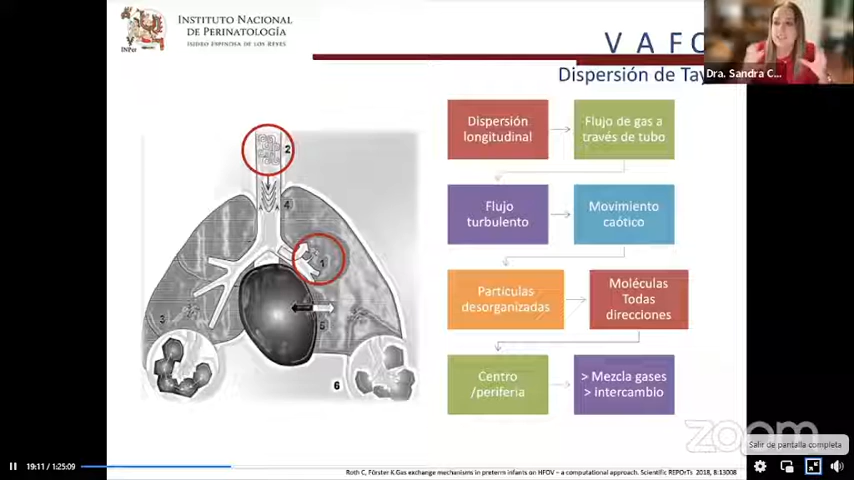 INSTITUTO NACIONAL
DE PERINATOLOGÍA
ISIDRO ESPINOSA DE LOS REYES
INPer
V A F
Dispersión de Ta
Dra. Sandra C...
Dispersión
longitudinal
Flujo de gas a
través de tubo
Flujo
turbulento
Movimiento
caótico
Partículas
desorganizadas
Moléculas
Todas
direcciones
Centro
/periferia
> Mezcla gases
> intercambio
2
4
A
A
1
3
5
6
zoom
Salir de pantalla completa
19:11 / 1:25:09
Roth C, Förster K.Gas exchange mechanisms in preterm infants on HFOV – a computational approach. Scientific REPOrTs 2018, 8:13008